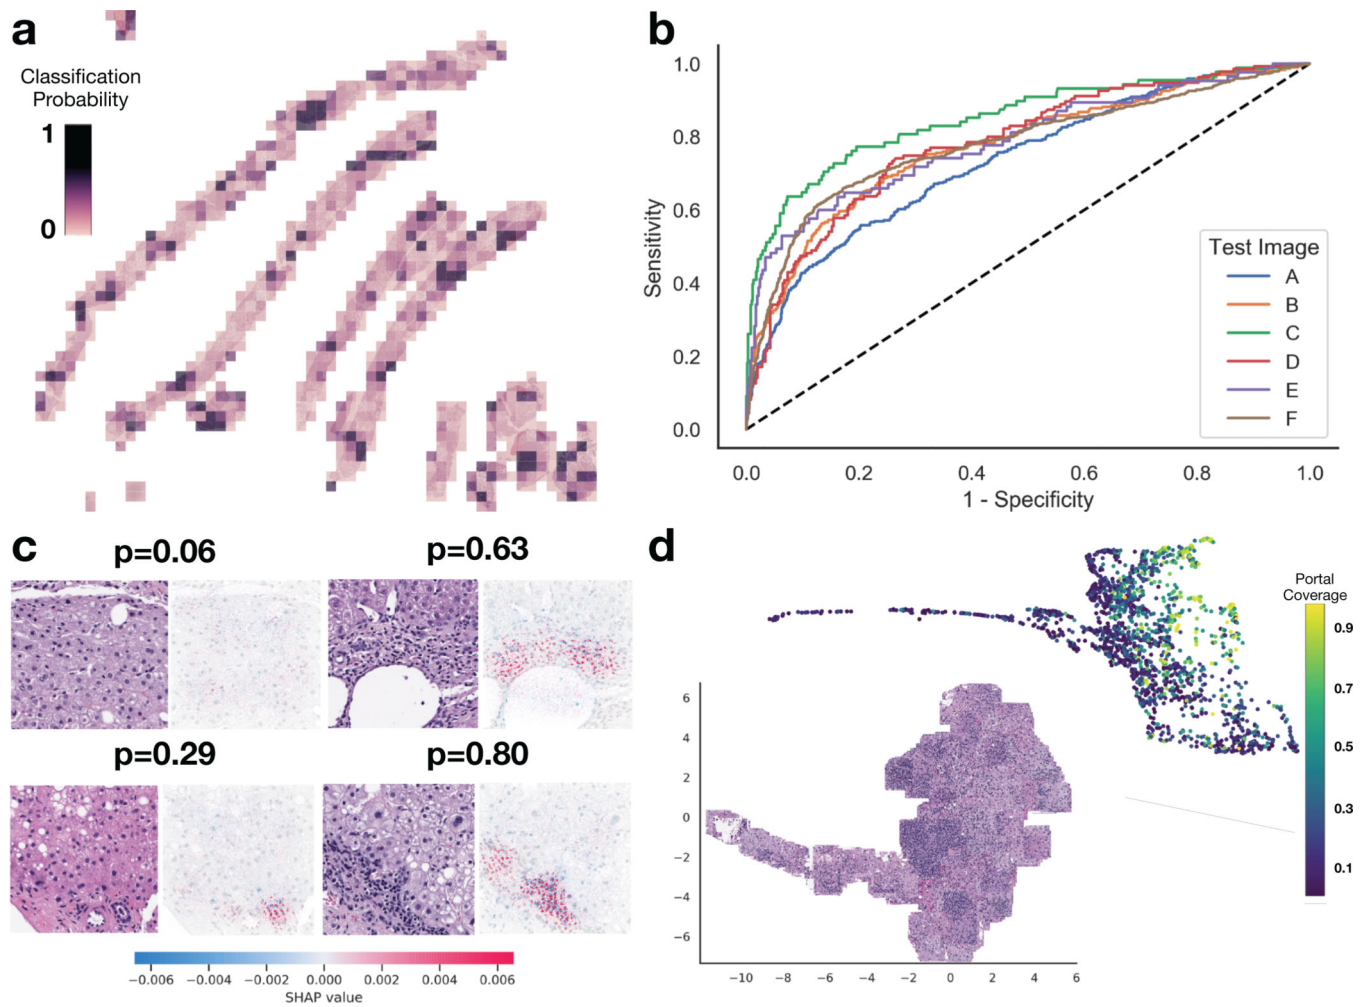 a
Classification
Probability
1
0
b
1.0
0.8
0.6
0.4
0.2
0.0
Sensitivity
0.0 0.2 0.4 0.6 0.8 1.0
1 - Specificity
Test Image
A
B
C
D
E
F
c
p=0.06 p=0.63
p=0.29 p=0.80
−0.006 −0.004 −0.002 0.000 0.002 0.004 0.006
SHAP value
d
Portal
Coverage
0.9
0.7
0.5
0.3
0.1
6
4
2
0
−2
−4
−6
−10 −8 −6 −4 −2 0 2 4 6